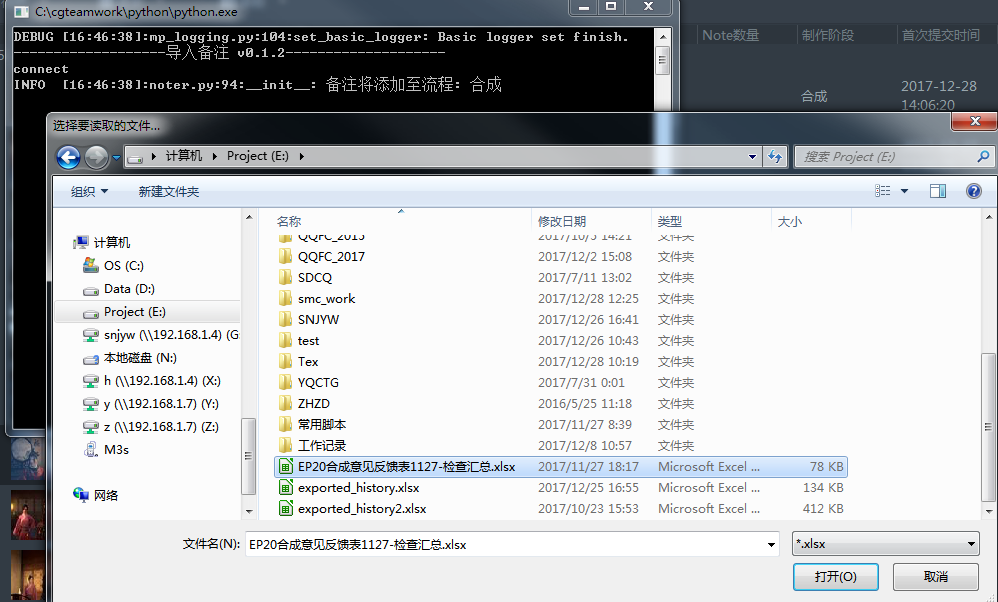 C:\cgteamwork\python\python.exe
DEBUG [16:46:38]:mp_logging.py:104:set_basic_logger: Basic logger set finish.
-------------------导入备注 v0.1.2--------------------
connect
INFO  [16:46:38]:noter.py:94:__init__: 备注将添加至流程: 合成
Note数量 制作阶段 首次提交时间
合成 2017-12-28
14:06:20
选择要读取的文件...
计算机 Project (E:)
搜索 Project (E:)
组织 新建文件夹
名称 修改日期 类型 大小
QQFC_2015 2017/10/5 14:21 文件夹
QQFC_2017 2017/12/2 15:08 文件夹
SDCQ 2017/7/11 13:02 文件夹
smc_work 2017/12/28 12:25 文件夹
SNJYW 2017/12/26 16:41 文件夹
test 2017/12/26 10:43 文件夹
Tex 2017/12/28 10:19 文件夹
YQCTG 2017/7/31 0:01 文件夹
ZHZD 2016/5/25 11:18 文件夹
常用脚本 2017/11/27 8:39 文件夹
工作记录 2017/12/8 10:57 文件夹
EP20合成意见反馈表1127-检查汇总.xlsx 2017/11/27 18:17 Microsoft Excel ... 78 KB
exported_history.xlsx 2017/12/25 16:55 Microsoft Excel ... 134 KB
exported_history2.xlsx 2017/10/23 15:53 Microsoft Excel ... 412 KB
计算机
OS (C:)
Data (D:)
Project (E:)
snjyw (\\192.168.1.4) (G:
本地磁盘 (N:)
h (\\192.168.1.4) (X:)
y (\\192.168.1.7) (Y:)
z (\\192.168.1.7) (Z:)
M3s
网络
文件名(N): EP20合成意见反馈表1127-检查汇总.xlsx
*.xlsx
打开(O) 取消